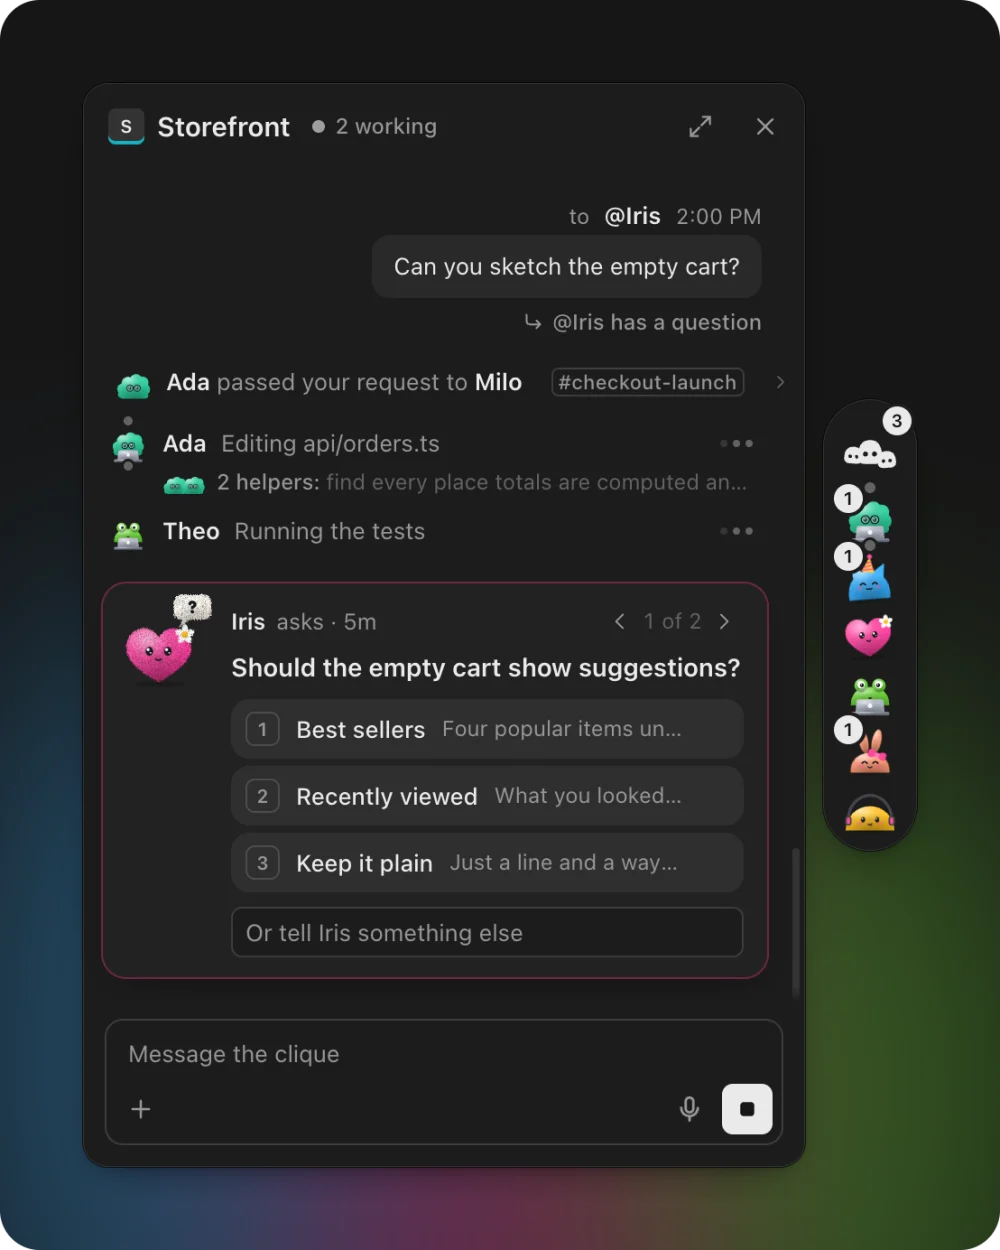 S Storefront 2 working
to @Iris 2:00 PM
Can you sketch the empty cart?
@Iris has a question
Ada passed your request to Milo #checkout-launch
Ada Editing api/orders.ts
2 helpers: find every place totals are computed an...
Theo Running the tests
? Iris asks · 5m 1 of 2
Should the empty cart show suggestions?
1 Best sellers Four popular items un...
2 Recently viewed What you looked...
3 Keep it plain Just a line and a way...
Or tell Iris something else
Message the clique
3
1
1
1